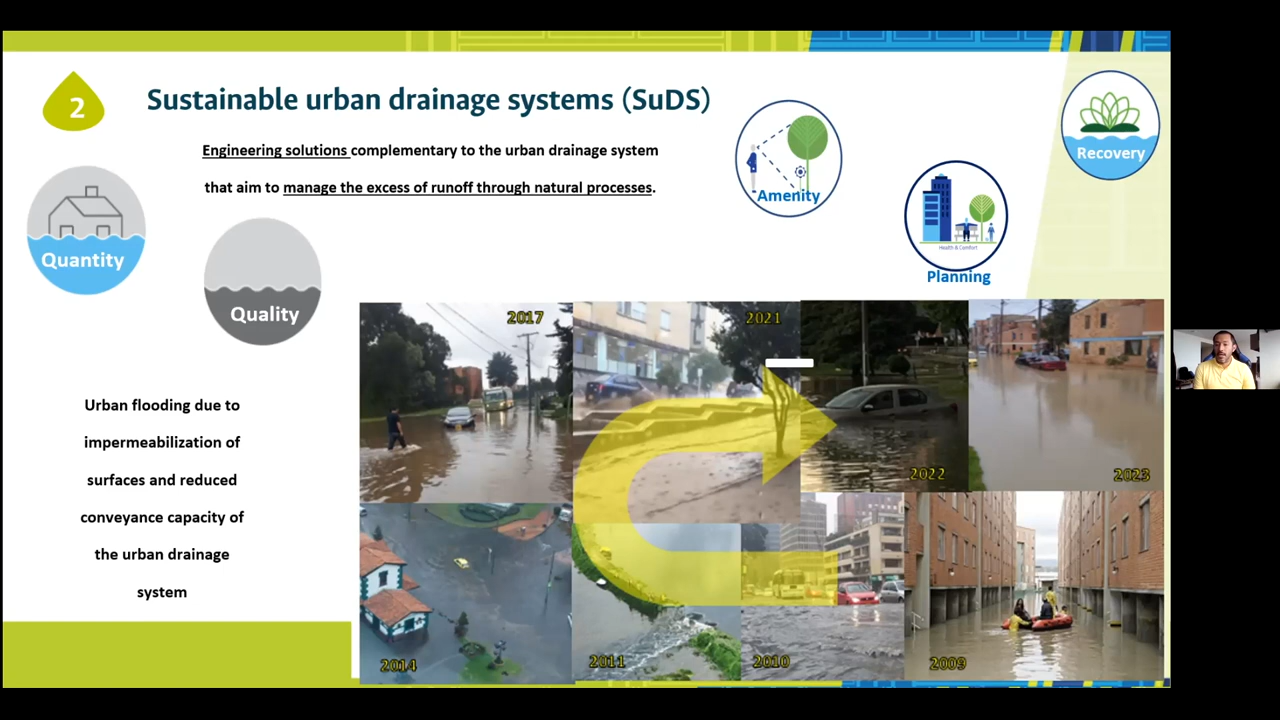 2
Sustainable urban drainage systems (SuDS)
Engineering solutions complementary to the urban drainage system
that aim to manage the excess of runoff through natural processes.
Quantity
Quality
Amenity
Health & Comfort
Planning
Recovery
Urban flooding due to
impermeabilization of
surfaces and reduced
conveyance capacity of
the urban drainage
system
2017
2021
2022
2023
2014
2011
2010
2009